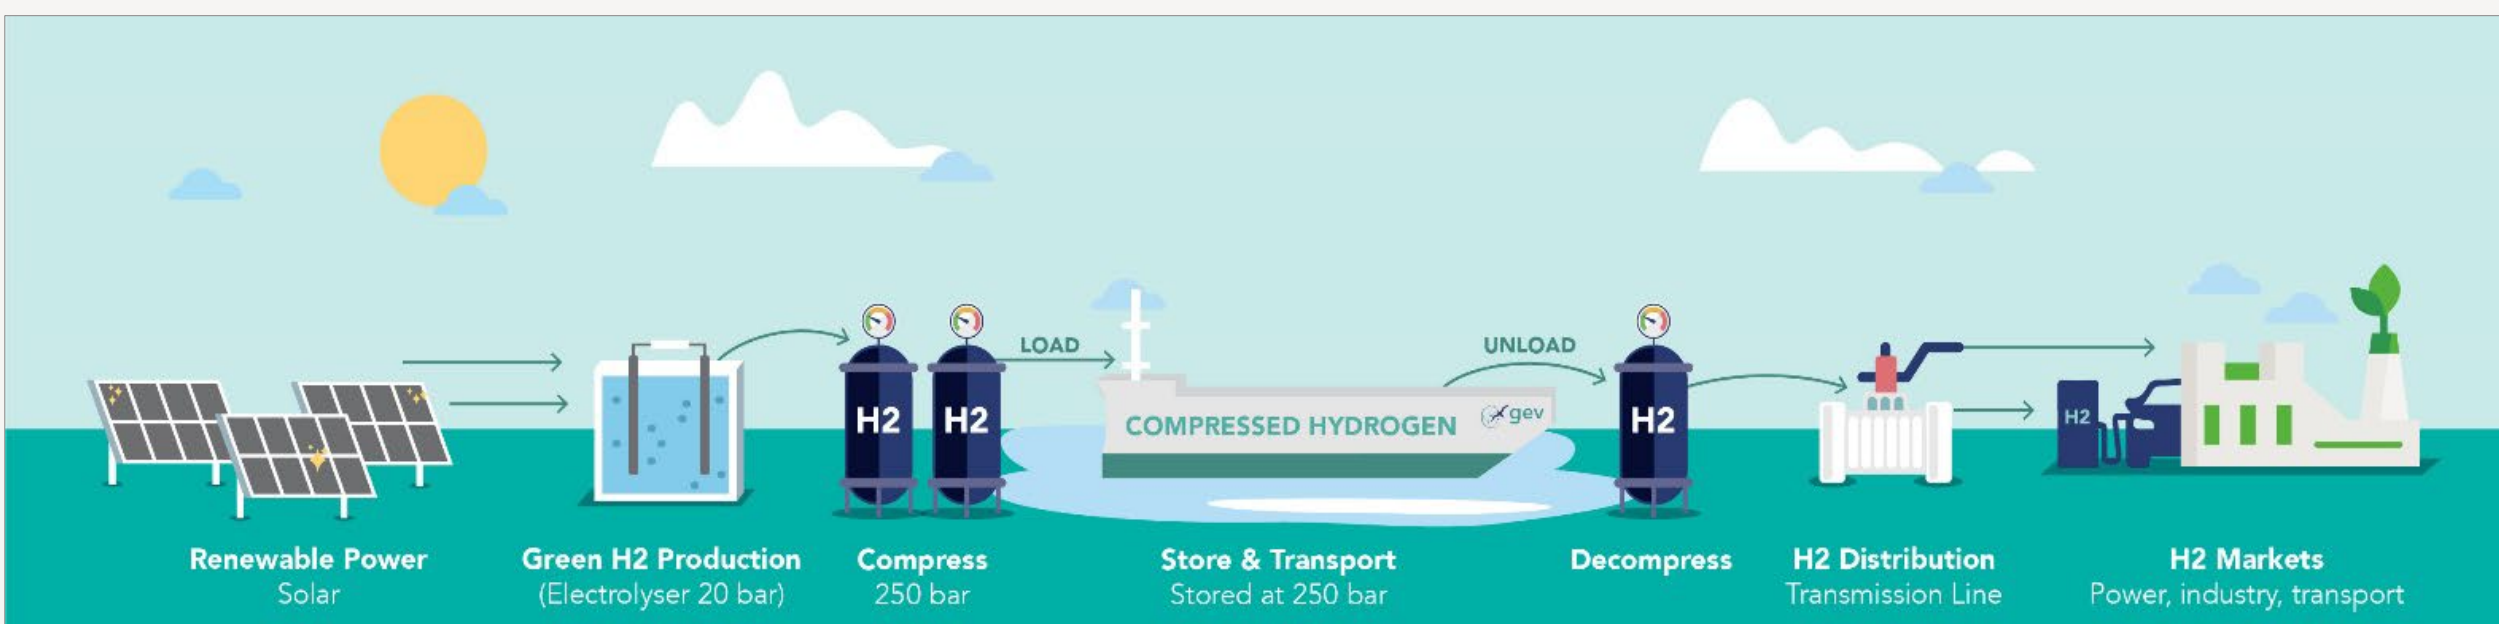 LOAD
UNLOAD
H2
H2
COMPRESSED HYDROGEN
gev
H2
H2
Renewable Power
Solar
Green H2 Production
(Electrolyser 20 bar)
Compress
250 bar
Store & Transport
Stored at 250 bar
Decompress
H2 Distribution
Transmission Line
H2 Markets
Power, industry, transport